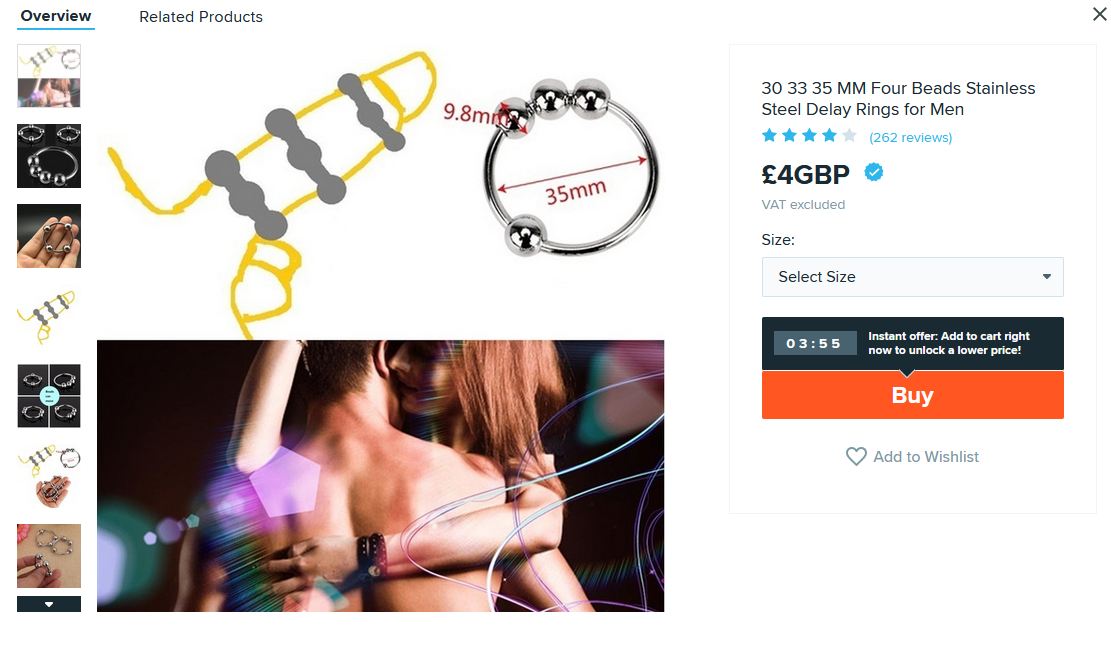 Overview
Related Products
9.8mm
35mm
30 33 35 MM Four Beads Stainless
Steel Delay Rings for Men
(262 reviews)
£4GBP
VAT excluded
Size:
Select Size
03:55
Instant offer: Add to cart right
now to unlock a lower price!
Buy
Add to Wishlist